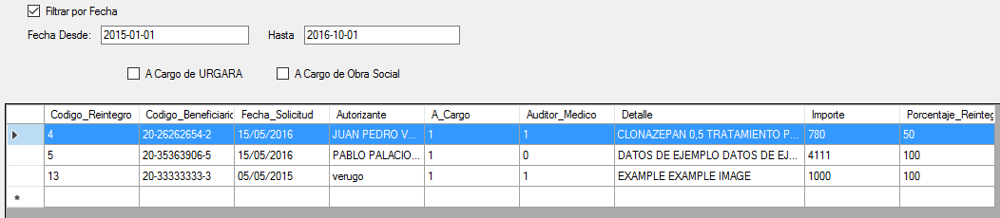 Filtrar por Fecha
Fecha Desde: 2015-01-01 Hasta 2016-10-01
A Cargo de URGARA A Cargo de Obra Social
Codigo_Reintegro Codigo_Beneficiario Fecha_Solicitud Autorizante A_Cargo Auditor_Medico Detalle Importe Porcentaje_Reinteg
4 20-26262654-2 15/05/2016 JUAN PEDRO V... 1 1 CLONAZEPAN 0,5 TRATAMIENTO P... 780 50
5 20-35363906-5 15/05/2016 PABLO PALACIO... 1 0 DATOS DE EJEMPLO DATOS DE EJ... 4111 100
13 20-33333333-3 05/05/2015 verugo 1 1 EXAMPLE EXAMPLE IMAGE 1000 100